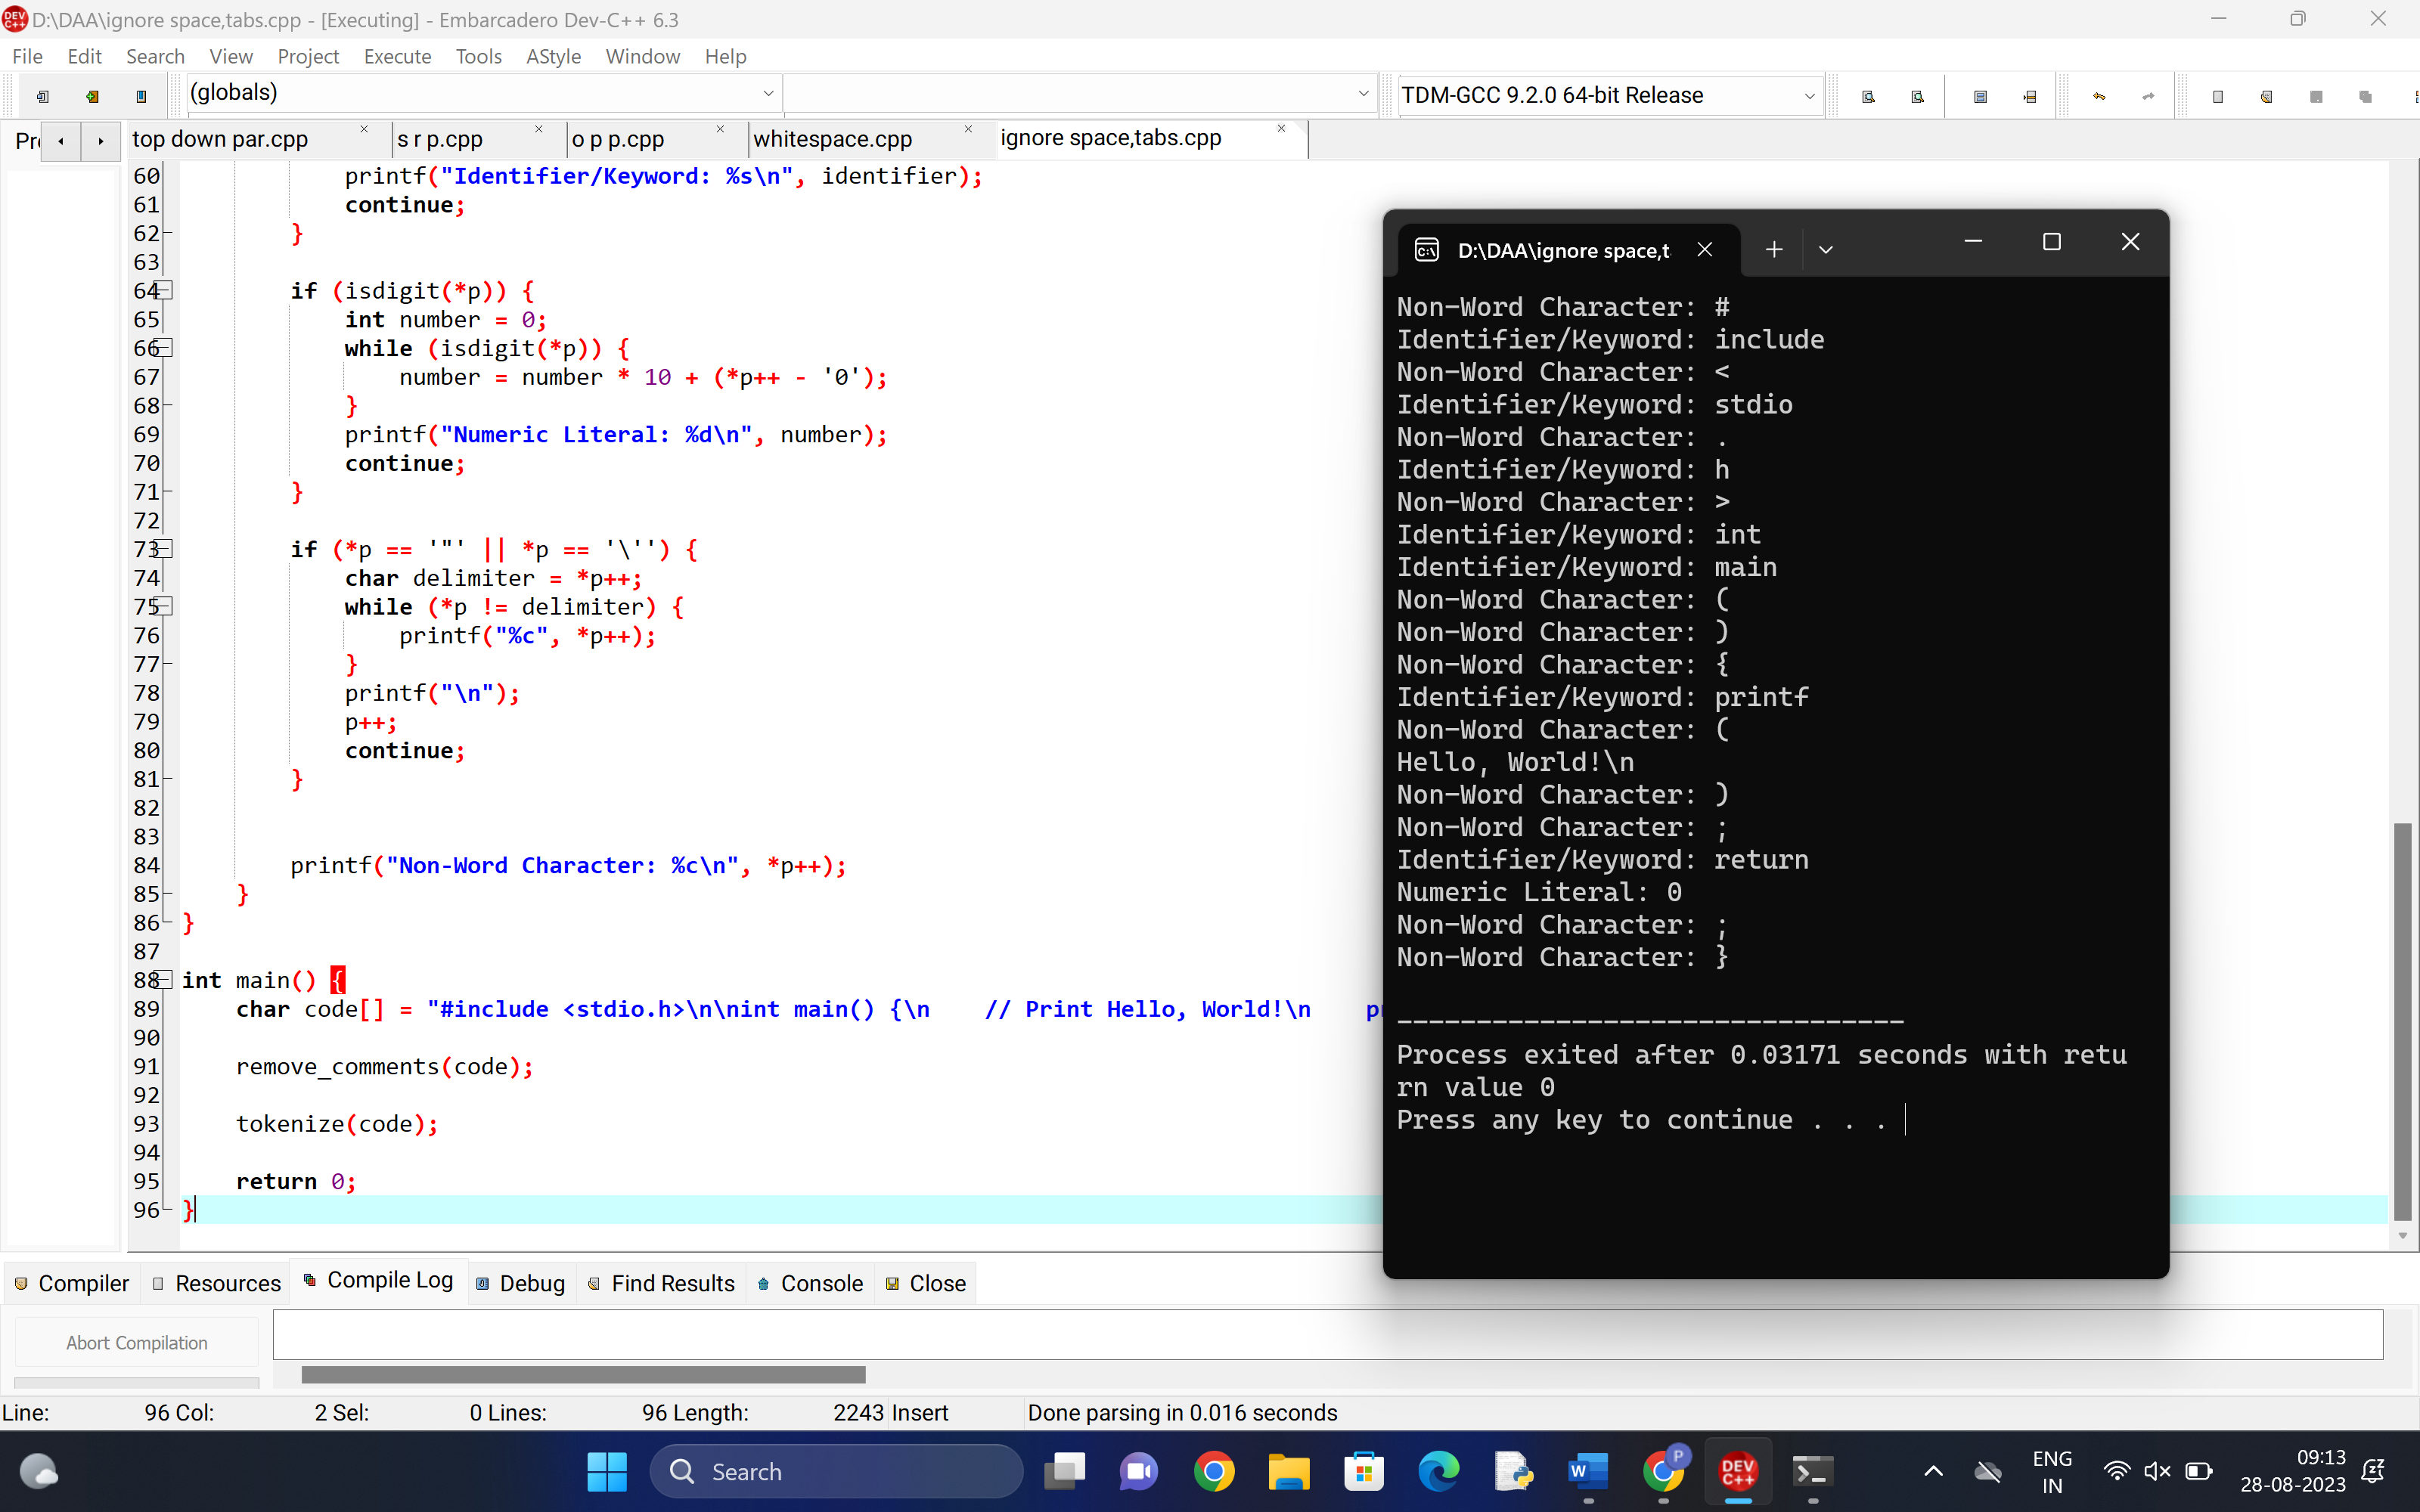 D:\DAA\ignore space,tabs.cpp - [Executing] - Embarcadero Dev-C++ 6.3
File Edit Search View Project Execute Tools AStyle Window Help
(globals)
TDM-GCC 9.2.0 64-bit Release
top down par.cpp s r p.cpp o p p.cpp whitespace.cpp ignore space,tabs.cpp
60 printf("Identifier/Keyword: %s\n", identifier);
61 continue;
62 }
63
64 if (isdigit(*p)) {
65 int number = 0;
66 while (isdigit(*p)) {
67 number = number * 10 + (*p++ - '0');
68 }
69 printf("Numeric Literal: %d\n", number);
70 continue;
71 }
72
73 if (*p == '"' || *p == '\'') {
74 char delimiter = *p++;
75 while (*p != delimiter) {
76 printf("%c", *p++);
77 }
78 printf("\n");
79 p++;
80 continue;
81 }
82
83
84 printf("Non-Word Character: %c\n", *p++);
85 }
86 }
87
88 int main() {
89 char code[] = "#include <stdio.h>\n\nint main() {\n    // Print Hello, World!\n
90
91 remove_comments(code);
92
93 tokenize(code);
94
95 return 0;
96 }
D:\DAA\ignore space,t
Non-Word Character: #
Identifier/Keyword: include
Non-Word Character: <
Identifier/Keyword: stdio
Non-Word Character: .
Identifier/Keyword: h
Non-Word Character: >
Identifier/Keyword: int
Identifier/Keyword: main
Non-Word Character: (
Non-Word Character: )
Non-Word Character: {
Identifier/Keyword: printf
Non-Word Character: (
Hello, World!\n
Non-Word Character: )
Non-Word Character: ;
Identifier/Keyword: return
Numeric Literal: 0
Non-Word Character: ;
Non-Word Character: }
--------------------------------
Process exited after 0.03171 seconds with retu
rn value 0
Press any key to continue . . .
Compiler Resources Compile Log Debug Find Results Console Close
Abort Compilation
Line: 96 Col: 2 Sel: 0 Lines: 96 Length: 2243 Insert Done parsing in 0.016 seconds
Search
ENG
IN
09:13
28-08-2023